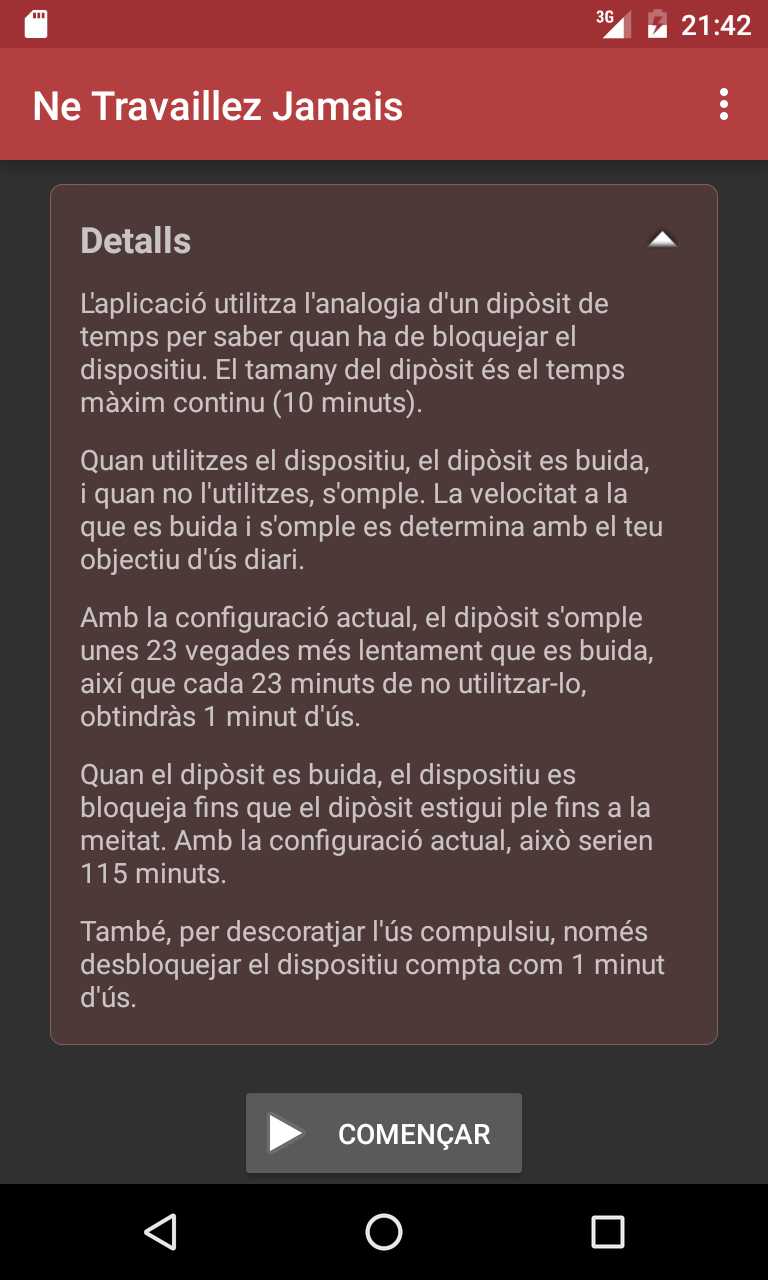 3G
21:42
Ne Travaillez Jamais
Detalls
L'aplicació utilitza l'analogia d'un dipòsit de
temps per saber quan ha de bloquejar el
dispositiu. El tamany del dipòsit és el temps
màxim continu (10 minuts).
Quan utilitzes el dispositiu, el dipòsit es buida,
i quan no l'utilitzes, s'omple. La velocitat a la
que es buida i s'omple es determina amb el teu
objectiu d'ús diari.
Amb la configuració actual, el dipòsit s'omple
unes 23 vegades més lentament que es buida,
així que cada 23 minuts de no utilitzar-lo,
obtindràs 1 minut d'ús.
Quan el dipòsit es buida, el dispositiu es
bloqueja fins que el dipòsit estigui ple fins a la
meitat. Amb la configuració actual, això serien
115 minuts.
També, per descoratjar l'ús compulsiu, només
desbloquejar el dispositiu compta com 1 minut
d'ús.
COMENÇAR